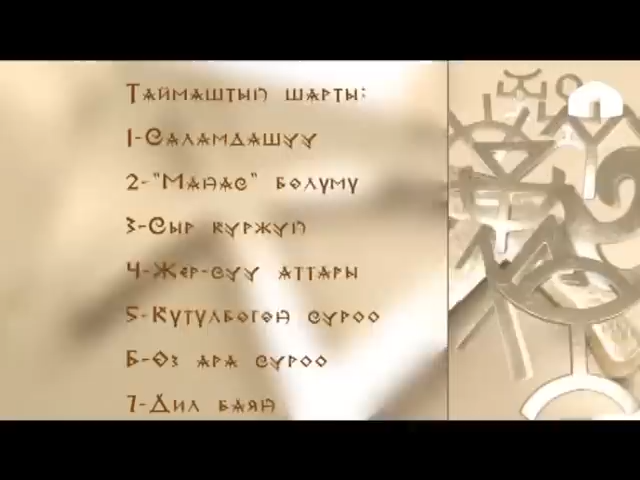 Таймаштын шарты:
1-Саламдашуу
2-"Манас" бөлүмү
3-Сыр куржун
4-Жер-суу аттары
5-Күтүлбөгөн суроо
6-Өз ара суроо
7-Дил баян